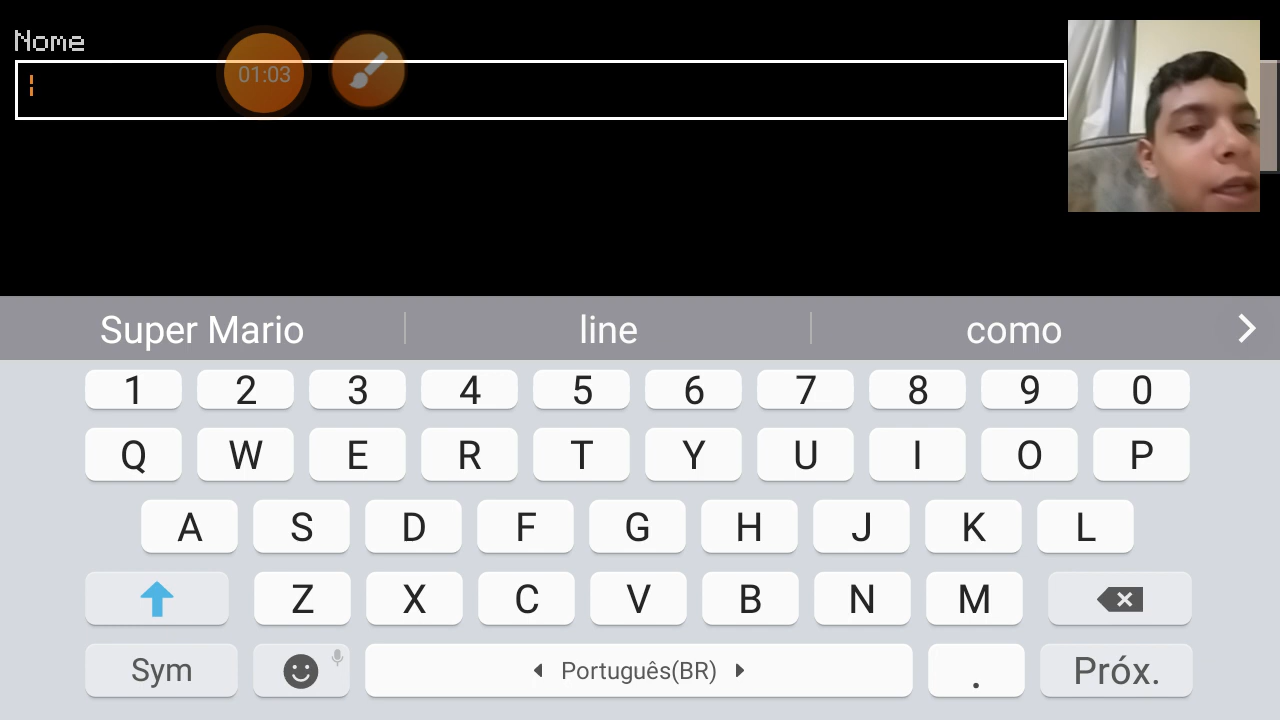 Nome
01:03
Super Mario line como
1 2 3 4 5 6 7 8 9 0
Q W E R T Y U I O P
A S D F G H J K L
Z X C V B N M
Sym Português(BR) . Próx.